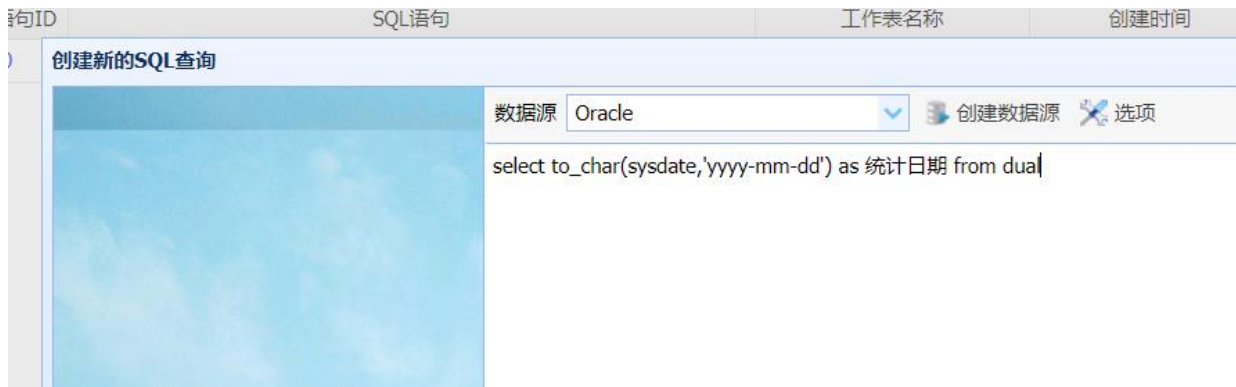 语句ID SQL语句 工作表名称 创建时间
创建新的SQL查询
数据源 Oracle 创建数据源 选项
select to_char(sysdate,'yyyy-mm-dd') as 统计日期 from dual